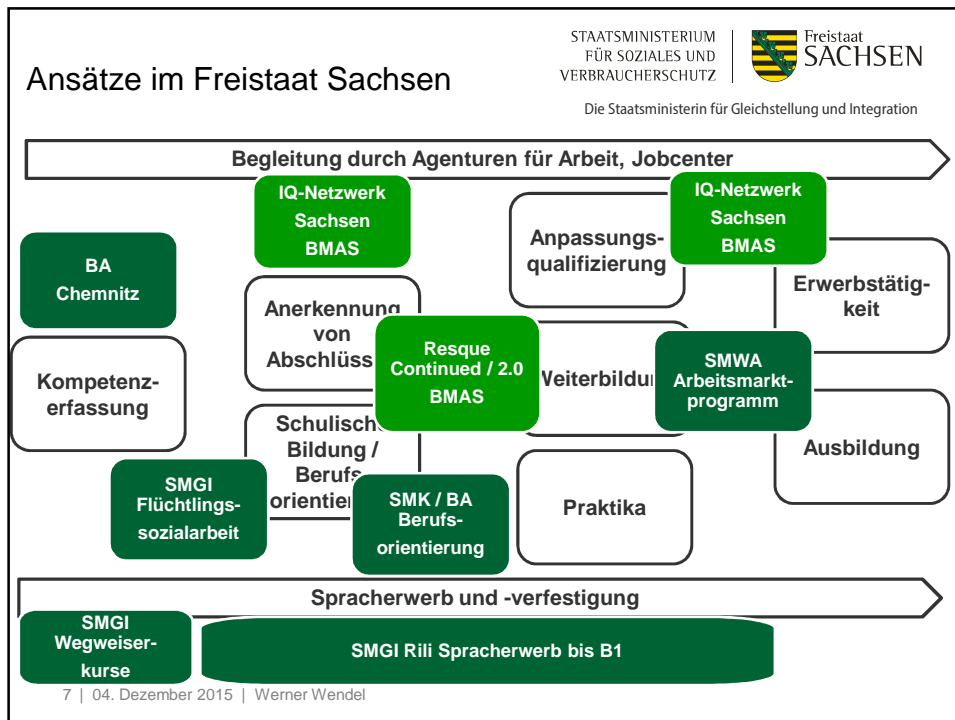 STAATSMINISTERIUM
FÜR SOZIALES UND
VERBRAUCHERSCHUTZ
Freistaat
SACHSEN
Ansätze im Freistaat Sachsen
Die Staatsministerin für Gleichstellung und Integration
Begleitung durch Agenturen für Arbeit, Jobcenter
IQ-Netzwerk
Sachsen
BMAS
IQ-Netzwerk
Sachsen
BMAS
BA
Chemnitz
Anpassungs-
qualifizierung
Erwerbstätig-
keit
Anerkennung
von
Abschlüss
Resque
Continued / 2.0
BMAS
Weiterbildun
SMWA
Arbeitsmarkt-
programm
Kompetenz-
erfassung
Schulische
Bildung /
Berufs
orientie
Ausbildung
SMGI
Flüchtlings-
sozialarbeit
SMK / BA
Berufs-
orientierung
Praktika
Spracherwerb und -verfestigung
SMGI
Wegweiser-
kurse
SMGI Rili Spracherwerb bis B1
7 | 04. Dezember 2015 | Werner Wendel